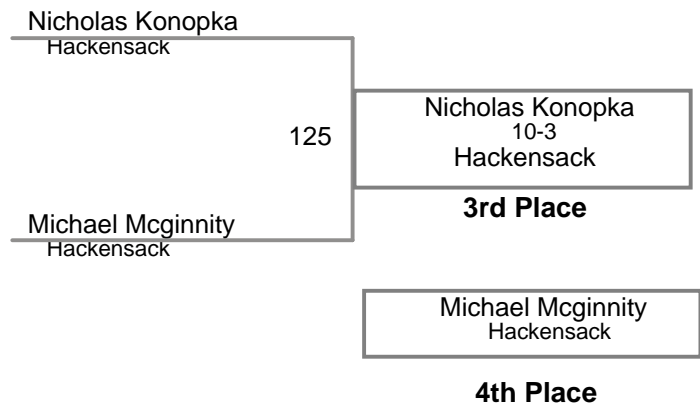 Nicholas Konopka
Hackensack
125
Nicholas Konopka
10-3
Hackensack
3rd Place
Michael Mcginnity
Hackensack
Michael Mcginnity
Hackensack
4th Place